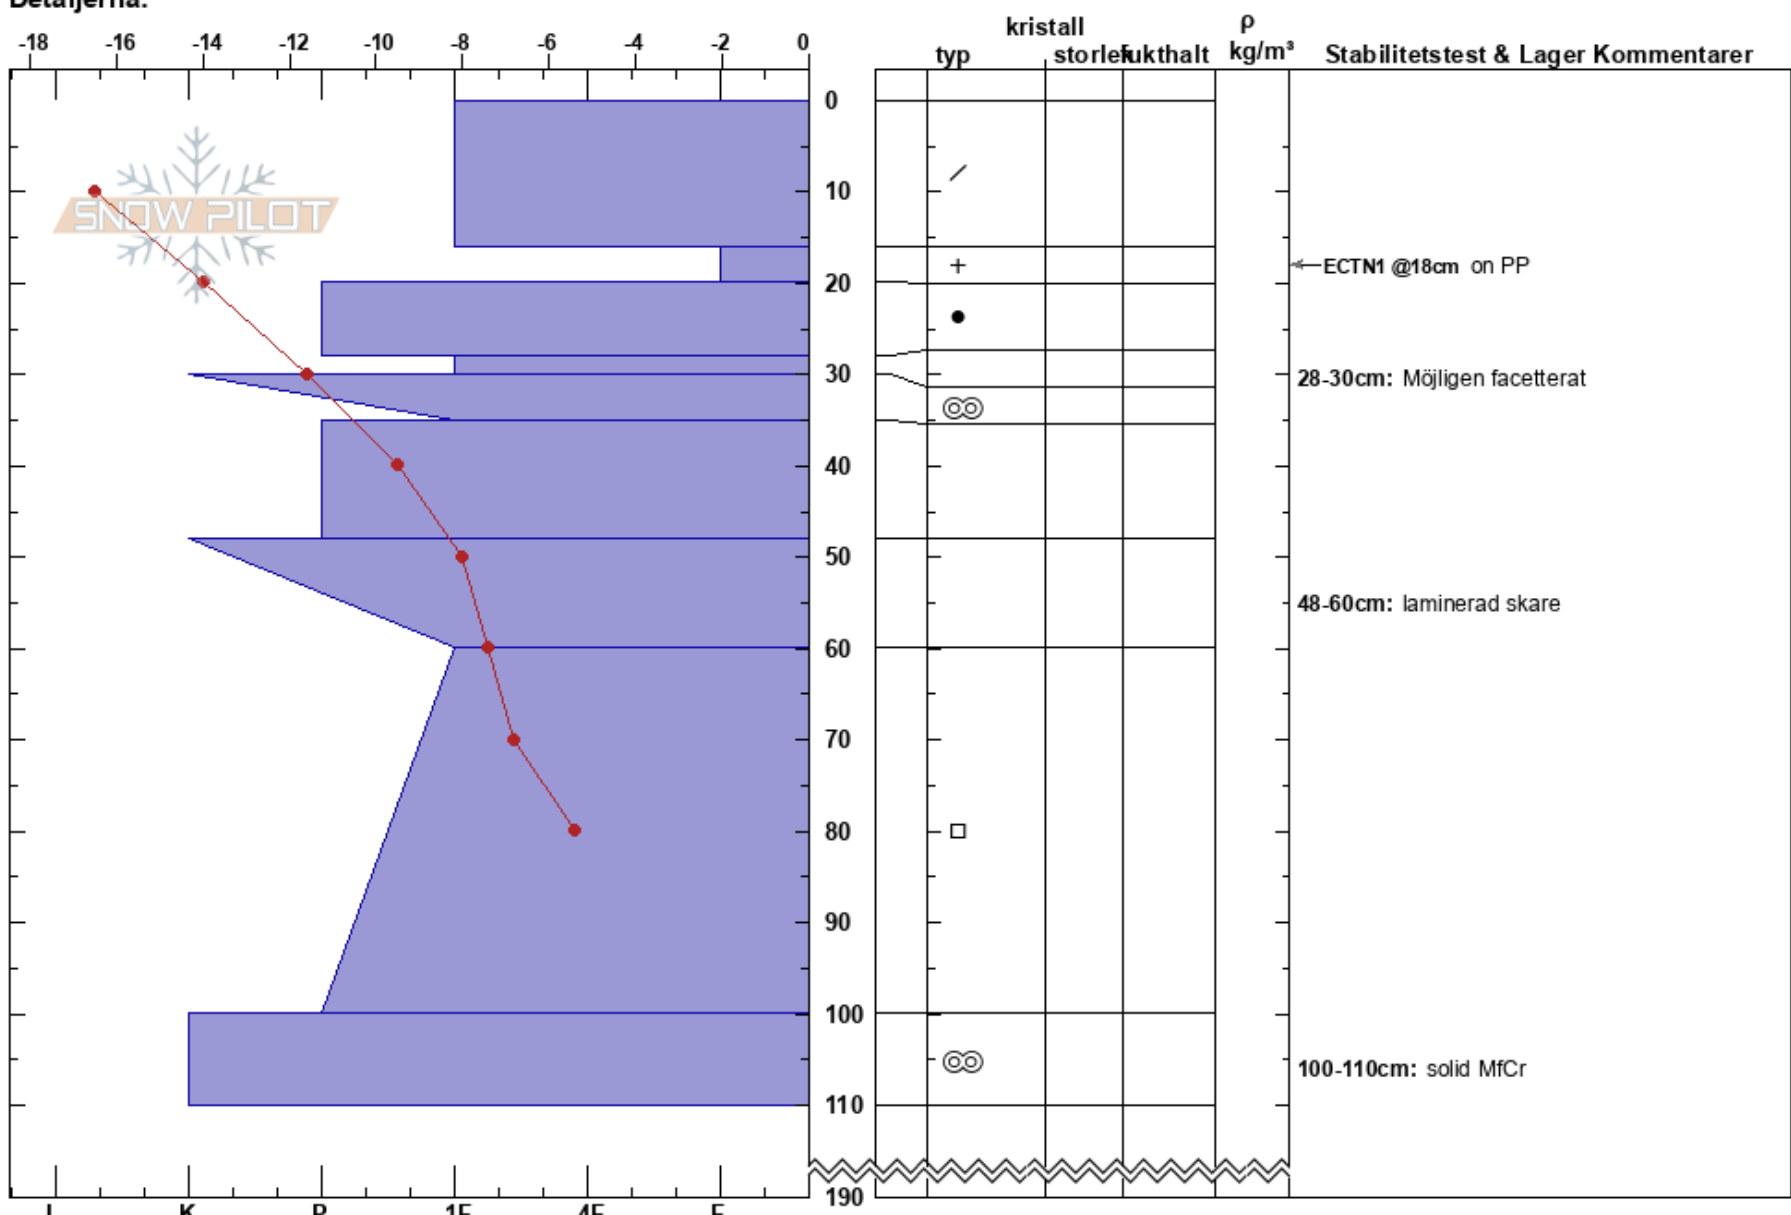 Detaljerna:
kristall ρ
-18 -16 -14 -12 -10 -8 -6 -4 -2 0 typ storlek fukthalt kg/m³ Stabilitetstest & Lager Kommentarer
0
10
SNOW PILOT
ECTN1 @18cm on PP
20
30 28-30cm: Möjligen facetterat
40
50
48-60cm: laminerad skare
60
70
80
90
100
100-110cm: solid MfCr
110
190
I K P 1F 4F F